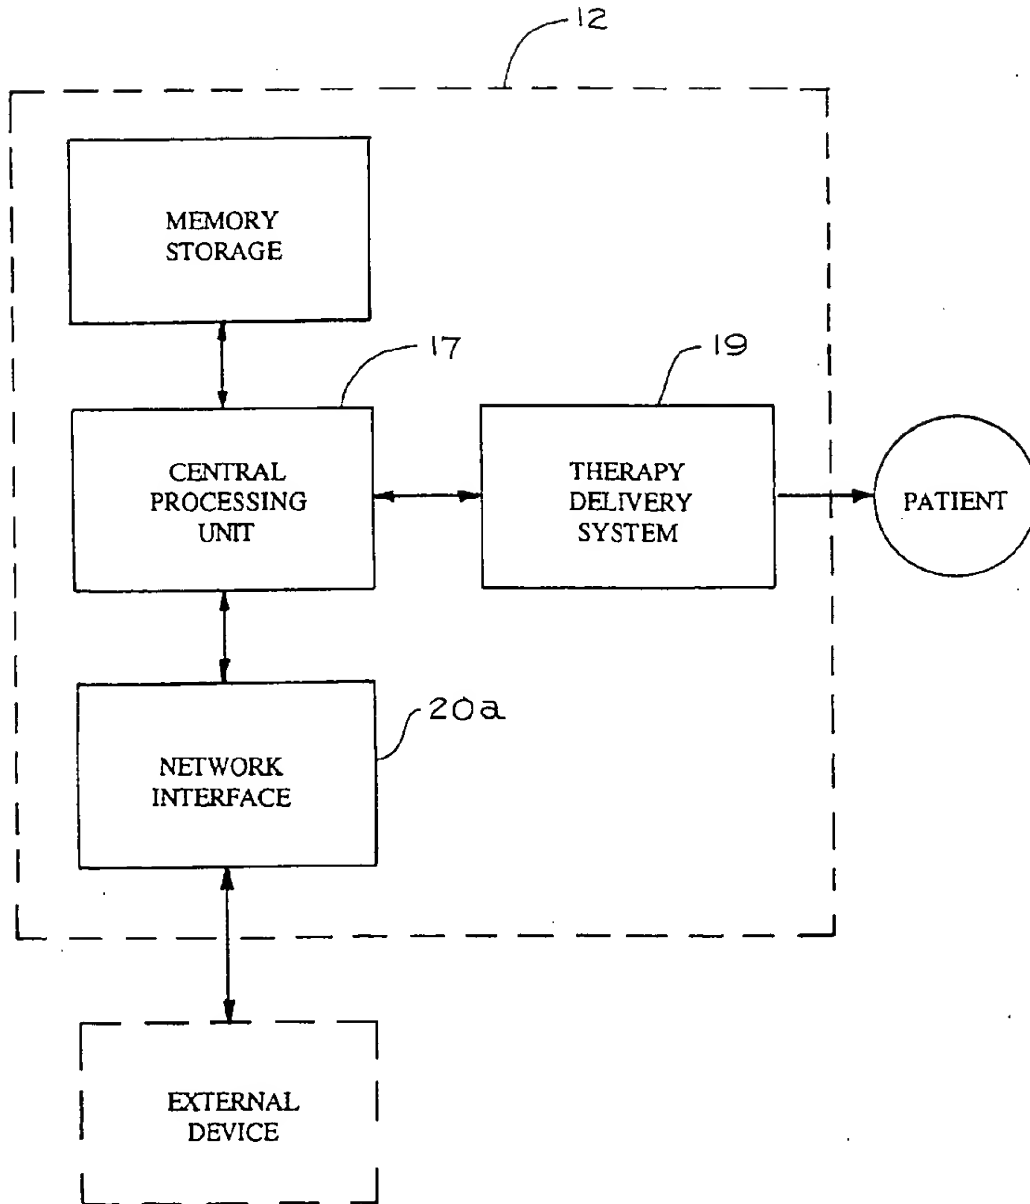 12
MEMORY
STORAGE
17
19
CENTRAL
PROCESSING
UNIT
THERAPY
DELIVERY
SYSTEM
PATIENT
20a
NETWORK
INTERFACE
EXTERNAL
DEVICE